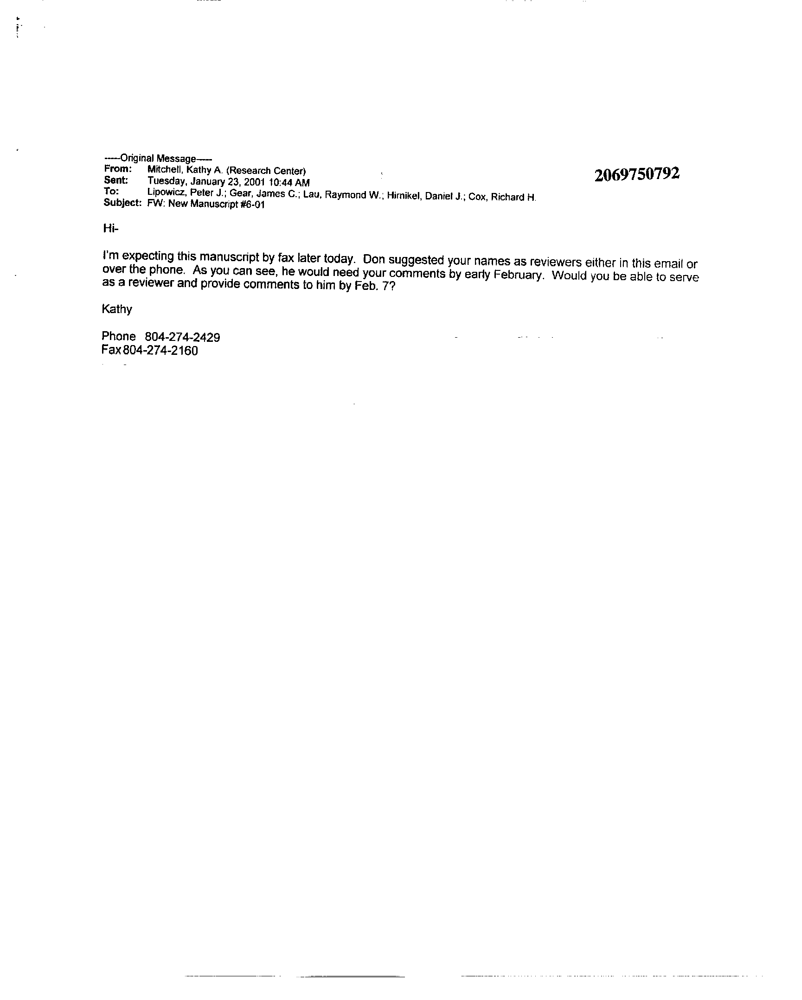 -----Original Message-----
From: Mitchell, Kathy A. (Research Center)
Sent: Tuesday, January 23, 2001 10:44 AM
To: Lipowicz, Peter J.; Gear, James C.; Lau, Raymond W.; Hirnikel, Daniel J.; Cox, Richard H.
Subject: FW: New Manuscript #6-01
2069750792
Hi-
I'm expecting this manuscript by fax later today. Don suggested your names as reviewers either in this email or
over the phone. As you can see, he would need your comments by early February. Would you be able to serve
as a reviewer and provide comments to him by Feb. 7?
Kathy
Phone 804-274-2429
Fax 804-274-2160